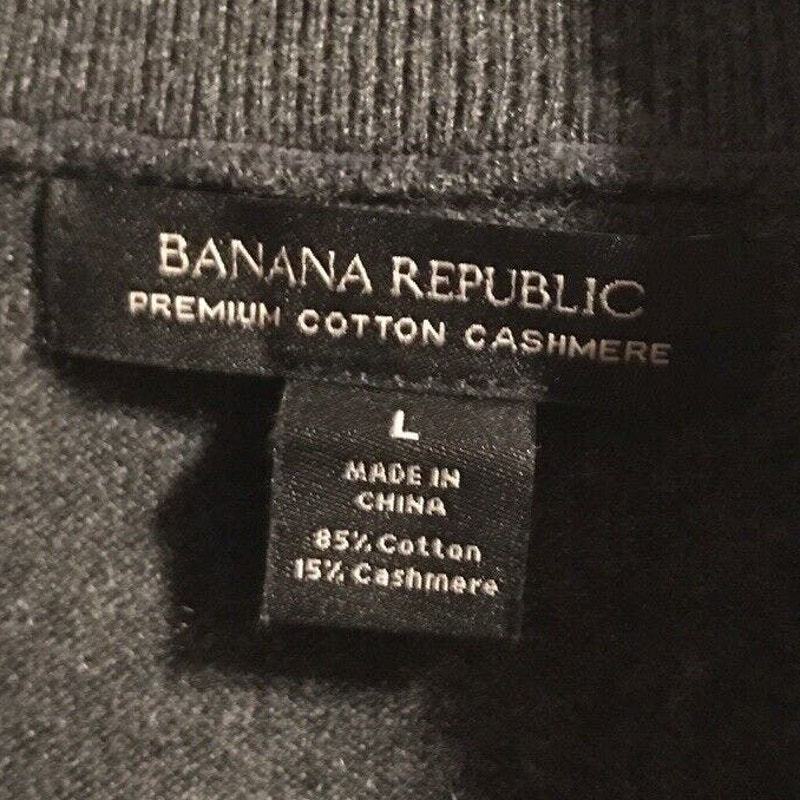 BANANA REPUBLIC
PREMIUM COTTON CASHMERE
L
MADE IN
CHINA
85% Cotton
15% Cashmere